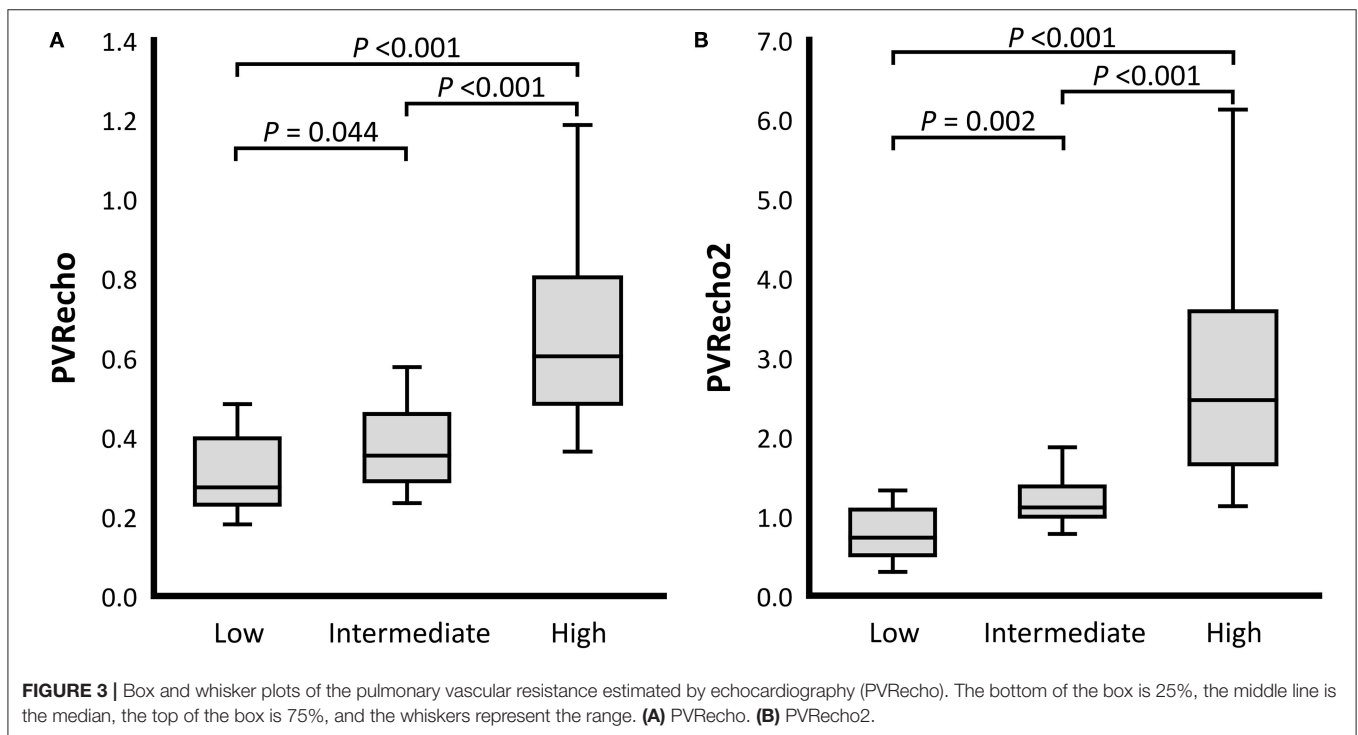 A
PVRecho
1.4
1.2
1.0
0.8
0.6
0.4
0.2
0.0
P <0.001
P <0.001
P = 0.044
Low Intermediate High
B
PVRecho2
7.0
6.0
5.0
4.0
3.0
2.0
1.0
0.0
P <0.001
P <0.001
P = 0.002
Low Intermediate High
FIGURE 3 | Box and whisker plots of the pulmonary vascular resistance estimated by echocardiography (PVRecho). The bottom of the box is 25%, the middle line is
the median, the top of the box is 75%, and the whiskers represent the range. (A) PVRecho. (B) PVRecho2.